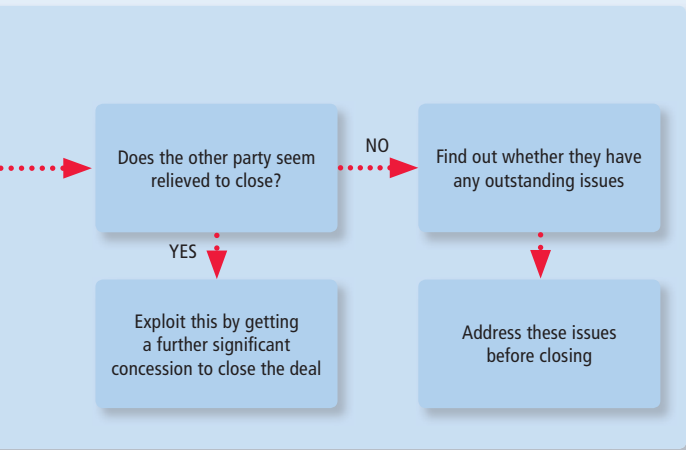 Does the other party seem
relieved to close?
NO
Find out whether they have
any outstanding issues
YES
Exploit this by getting
a further significant
concession to close the deal
Address these issues
before closing